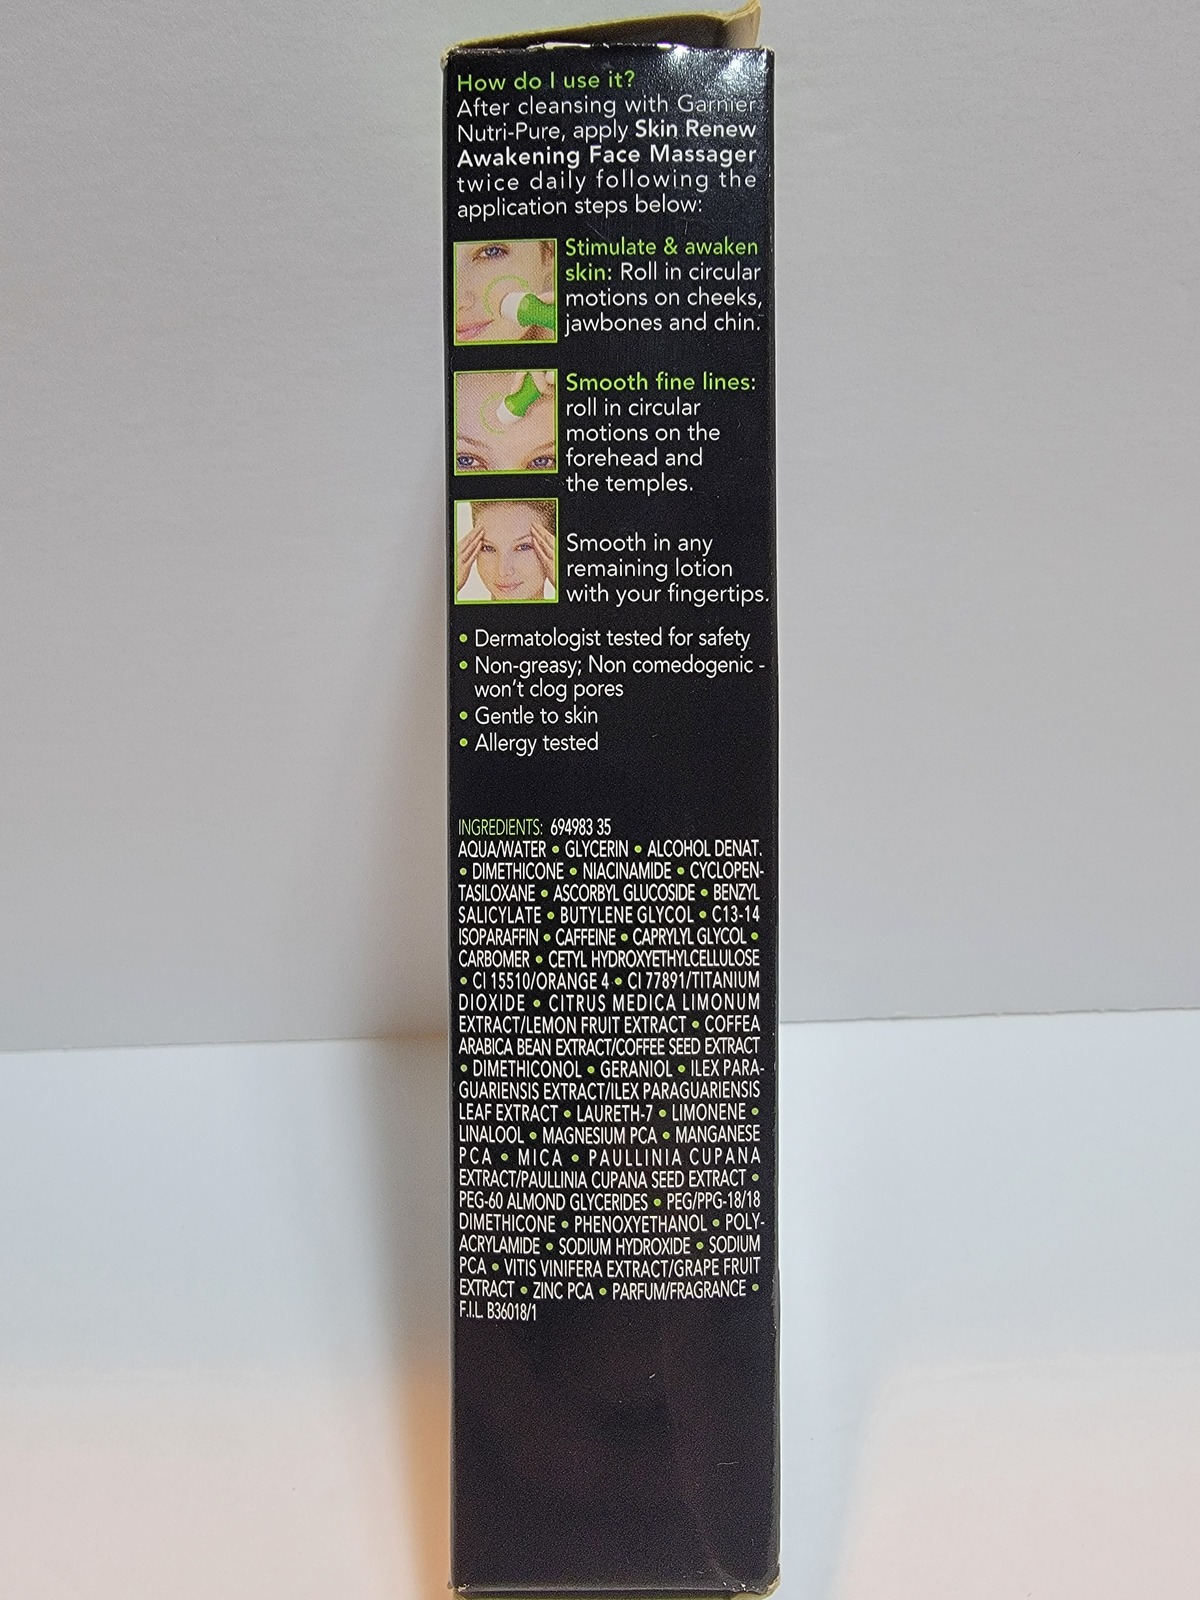 How do I use it?
After cleansing with Garnier
Nutri-Pure, apply Skin Renew
Awakening Face Massager
twice daily following the
application steps below:
Stimulate & awaken
skin: Roll in circular
motions on cheeks,
jawbones and chin.
Smooth fine lines:
roll in circular
motions on the
forehead and
the temples.
Smooth in any
remaining lotion
with your fingertips.
• Dermatologist tested for safety
• Non-greasy; Non comedogenic -
won't clog pores
• Gentle to skin
• Allergy tested
INGREDIENTS: 694983 35
AQUA/WATER • GLYCERIN • ALCOHOL DENAT.
• DIMETHICONE • NIACINAMIDE • CYCLOPEN-
TASILOXANE • ASCORBYL GLUCOSIDE • BENZYL
SALICYLATE • BUTYLENE GLYCOL • C13-14
ISOPARAFFIN • CAFFEINE • CAPRYLYL GLYCOL •
CARBOMER • CETYL HYDROXYETHYLCELLULOSE
• CI 15510/ORANGE 4 • CI 77891/TITANIUM
DIOXIDE • CITRUS MEDICA LIMONUM
EXTRACT/LEMON FRUIT EXTRACT • COFFEA
ARABICA BEAN EXTRACT/COFFEE SEED EXTRACT
• DIMETHICONOL • GERANIOL • ILEX PARA-
GUARIENSIS EXTRACT/ILEX PARAGUARIENSIS
LEAF EXTRACT • LAURETH-7 • LIMONENE •
LINALOOL • MAGNESIUM PCA • MANGANESE
PCA • MICA • PAULLINIA CUPANA
EXTRACT/PAULLINIA CUPANA SEED EXTRACT •
PEG-60 ALMOND GLYCERIDES • PEG/PPG-18/18
DIMETHICONE • PHENOXYETHANOL • POLY-
ACRYLAMIDE • SODIUM HYDROXIDE • SODIUM
PCA • VITIS VINIFERA EXTRACT/GRAPE FRUIT
EXTRACT • ZINC PCA • PARFUM/FRAGRANCE •
F.I.L. B36018/1